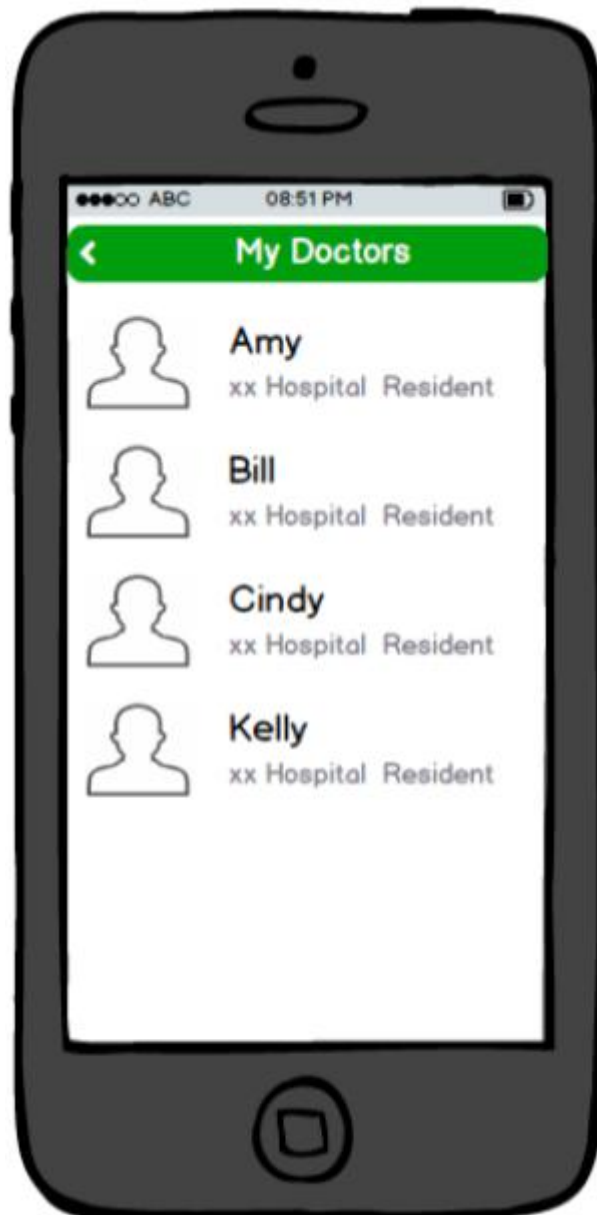 ABC 08:51 PM
My Doctors
Amy
xx Hospital Resident
Bill
xx Hospital Resident
Cindy
xx Hospital Resident
Kelly
xx Hospital Resident